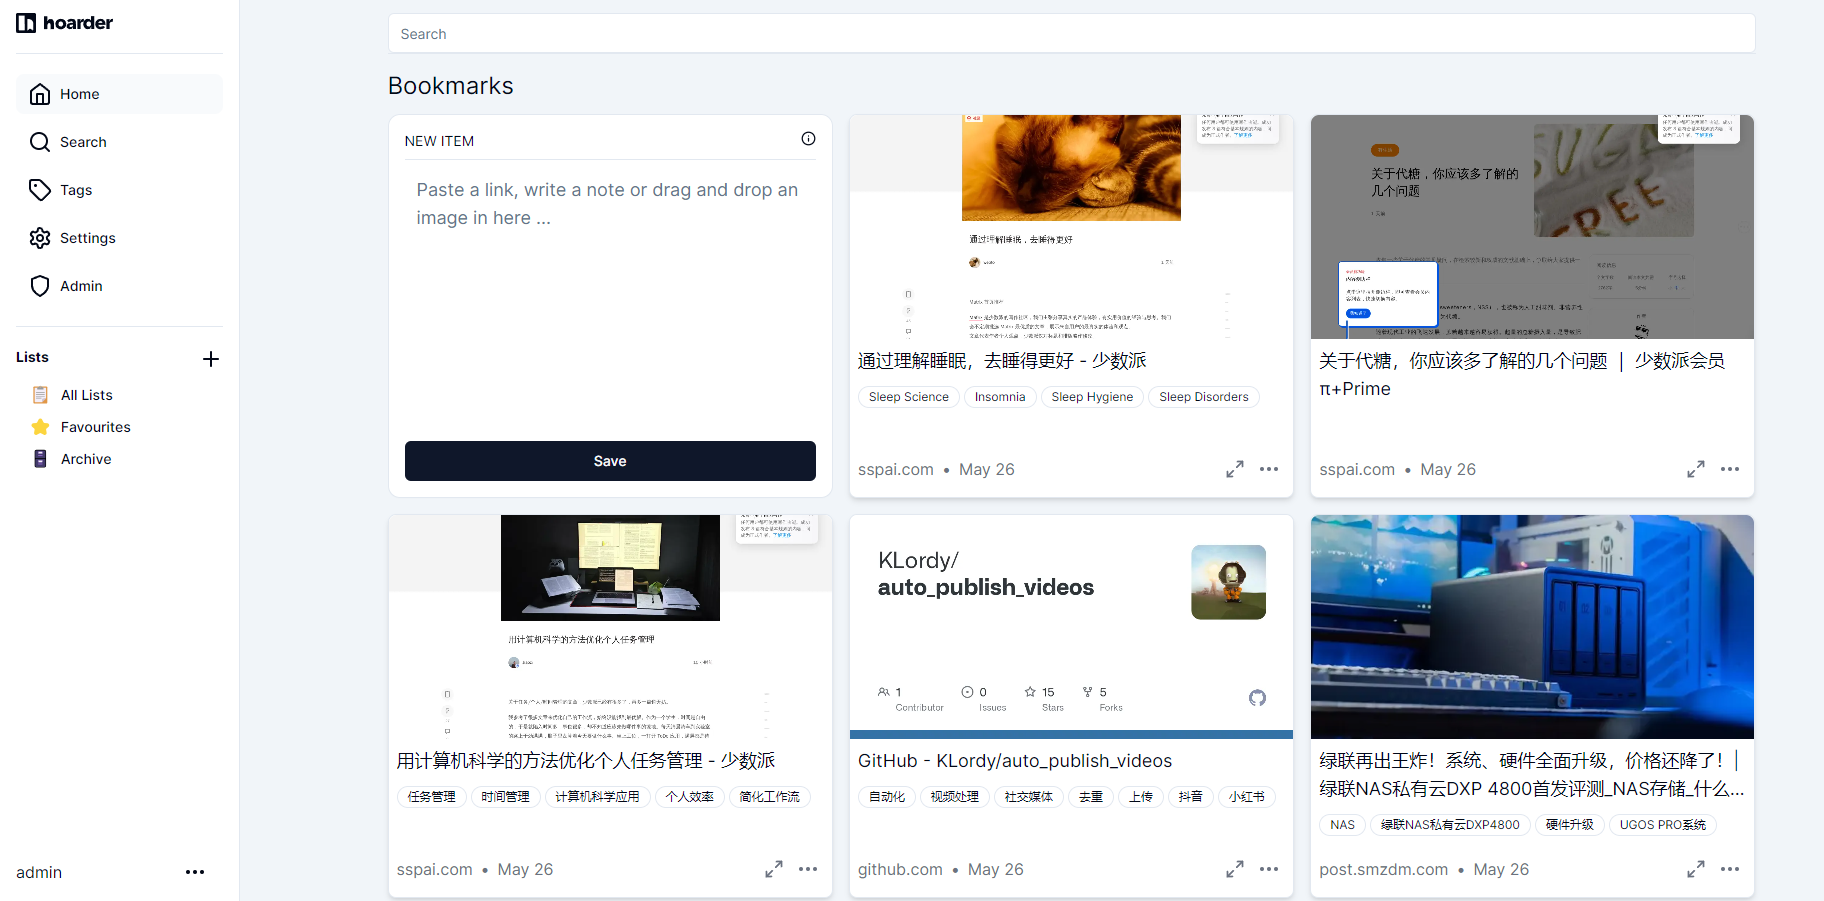 hoarder
Home
Search
Tags
Settings
Admin
Lists
All Lists
Favourites
Archive
admin
Search
Bookmarks
NEW ITEM
Paste a link, write a note or drag and drop an
image in here ...
Save
通过理解睡眠，去睡得更好
通过理解睡眠，去睡得更好 - 少数派
Sleep Science
Insomnia
Sleep Hygiene
Sleep Disorders
sspai.com • May 26
关于代糖，你应该多了解的
几个问题
关于代糖，你应该多了解的几个问题 | 少数派会员
π+Prime
sspai.com • May 26
用计算机科学的方法优化个人任务管理
用计算机科学的方法优化个人任务管理 - 少数派
任务管理
时间管理
计算机科学应用
个人效率
简化工作流
sspai.com • May 26
KLordy/
auto_publish_videos
1
Contributor
0
Issues
15
Stars
5
Forks
GitHub - KLordy/auto_publish_videos
自动化
视频处理
社交媒体
去重
上传
抖音
小红书
github.com • May 26
绿联再出王炸！系统、硬件全面升级，价格还降了！|
绿联NAS私有云DXP 4800首发评测_NAS存储_什么...
NAS
绿联NAS私有云DXP4800
硬件升级
UGOS PRO系统
post.smzdm.com • May 26